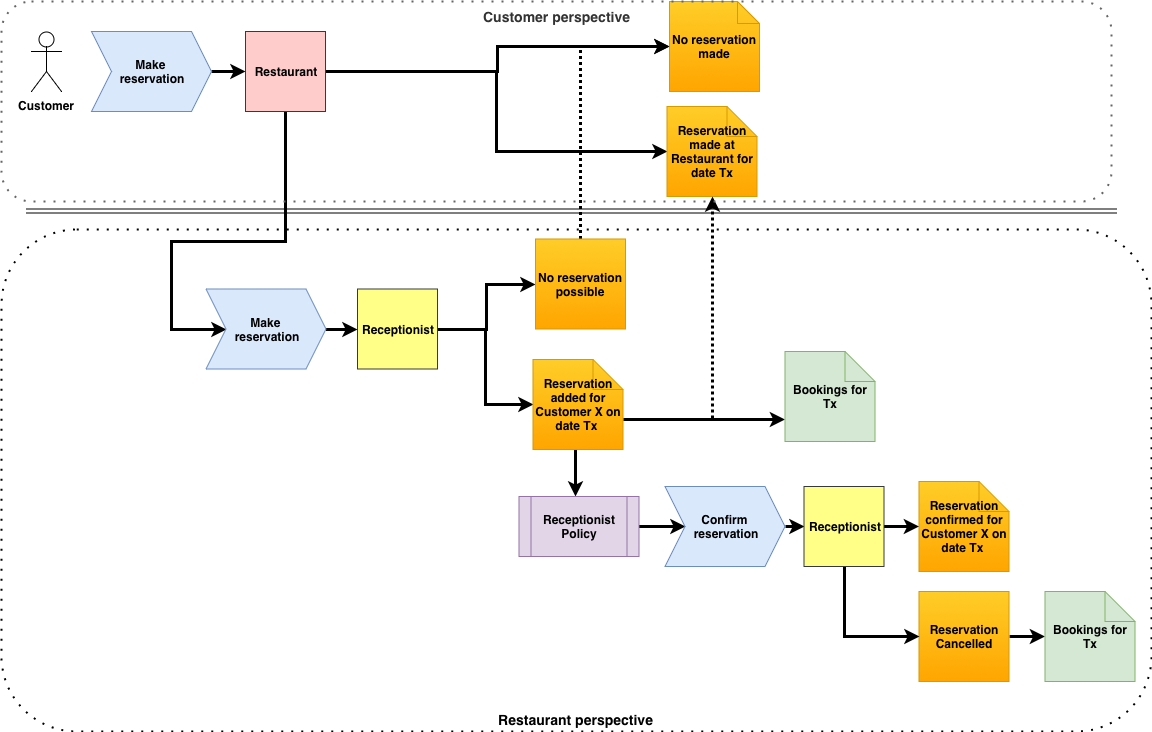 Customer perspective
Customer
Make
reservation
Restaurant
No reservation
made
Reservation
made at
Restaurant for
date Tx
Make
reservation
Receptionist
No reservation
possible
Reservation
added for
Customer X on
date Tx
Bookings for
Tx
Receptionist
Policy
Confirm
reservation
Receptionist
Reservation
confirmed for
Customer X on
date Tx
Reservation
Cancelled
Bookings for
Tx
Restaurant perspective